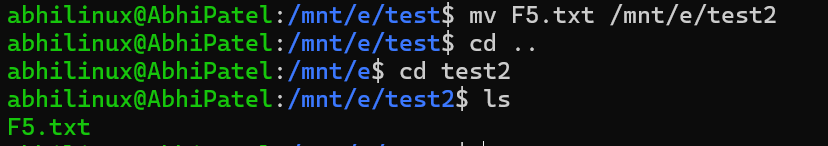 abhilinux@AbhiPatel:/mnt/e/test$ mv F5.txt /mnt/e/test2
abhilinux@AbhiPatel:/mnt/e/test$ cd ..
abhilinux@AbhiPatel:/mnt/e$ cd test2
abhilinux@AbhiPatel:/mnt/e/test2$ ls
F5.txt